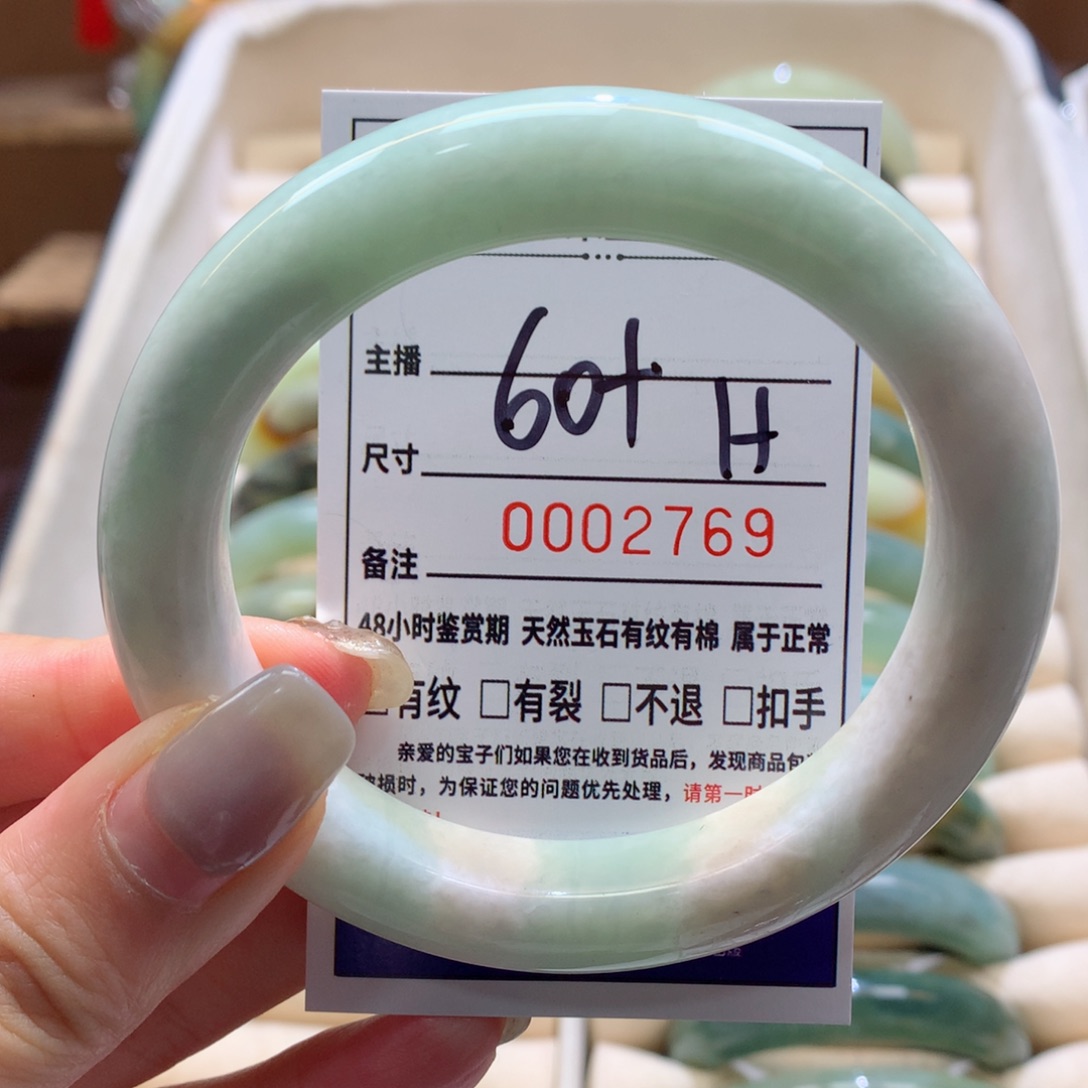 主播
60+ H
尺寸
0002769
备注
48小时鉴赏期 天然玉石有纹有棉 属于正常
□有纹 □有裂 □不退 □扣手
亲爱的宝子们如果您在收到货品后，发现商品包
破损时，为保证您的问题优先处理，请第一时